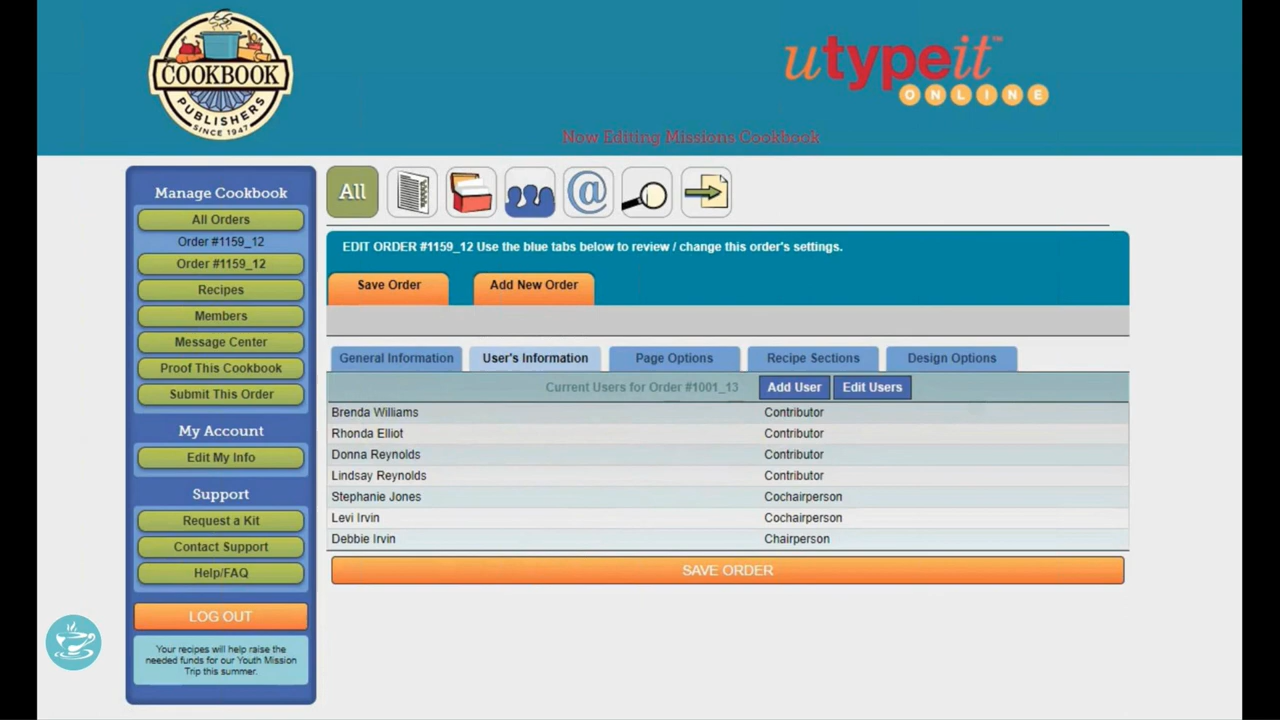 COOKBOOK
PUBLISHERS
SINCE 1947
utypeit™
ONLINE
Now Editing Missions Cookbook
Manage Cookbook
All Orders
Order #1159_12
Order #1159_12
Recipes
Members
Message Center
Proof This Cookbook
Submit This Order
My Account
Edit My Info
Support
Request a Kit
Contact Support
Help/FAQ
LOG OUT
Your recipes will help raise the
needed funds for our Youth Mission
Trip this summer.
All
@
EDIT ORDER #1159_12 Use the blue tabs below to review / change this order's settings.
Save Order Add New Order
General Information User's Information Page Options Recipe Sections Design Options
Current Users for Order #1001_13 Add User Edit Users
Brenda Williams Contributor
Rhonda Elliot Contributor
Donna Reynolds Contributor
Lindsay Reynolds Contributor
Stephanie Jones Cochairperson
Levi Irvin Cochairperson
Debbie Irvin Chairperson
SAVE ORDER